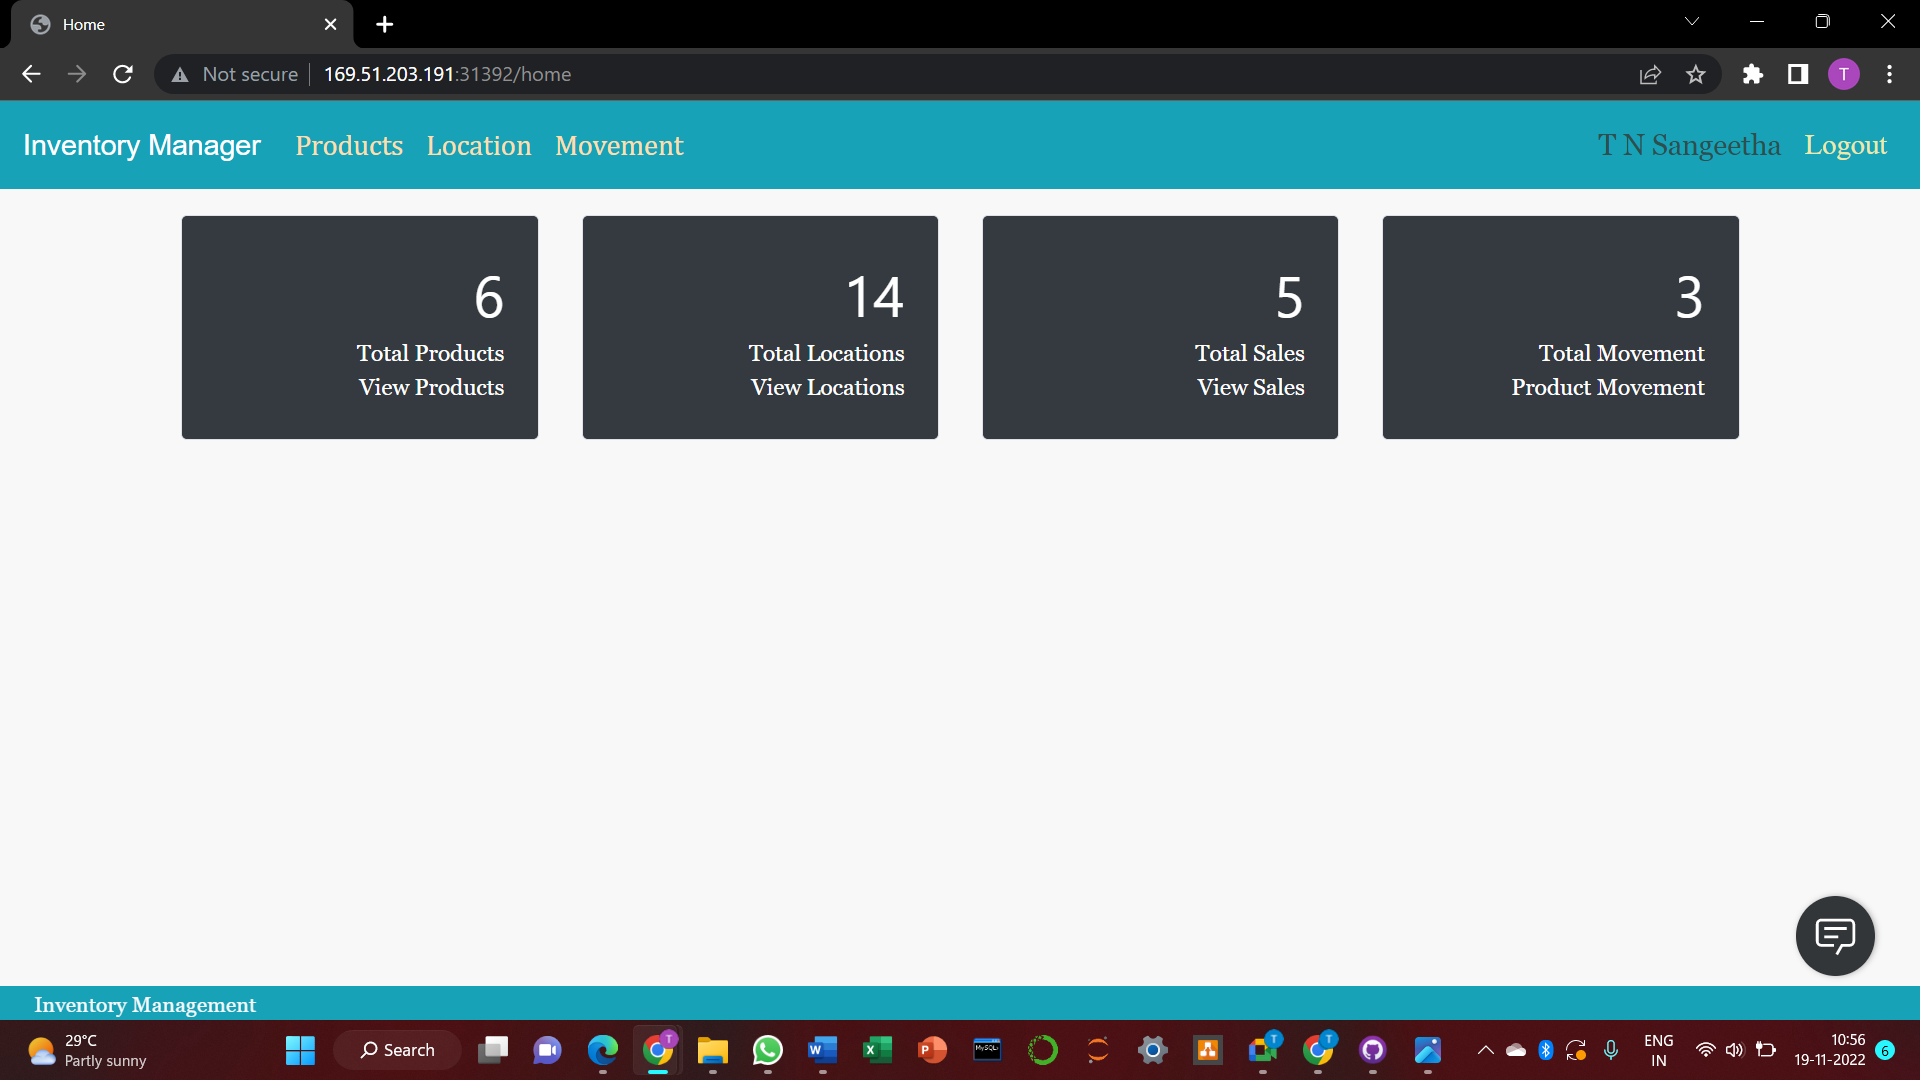 Home
Not secure 169.51.203.191:31392/home
T
Inventory Manager Products Location Movement T N Sangeetha Logout
6
Total Products
View Products
14
Total Locations
View Locations
5
Total Sales
View Sales
3
Total Movement
Product Movement
Inventory Management
29°C
Partly sunny
Search
T
W
X
P
MySQL
T
T
ENG
IN
10:56
19-11-2022
6